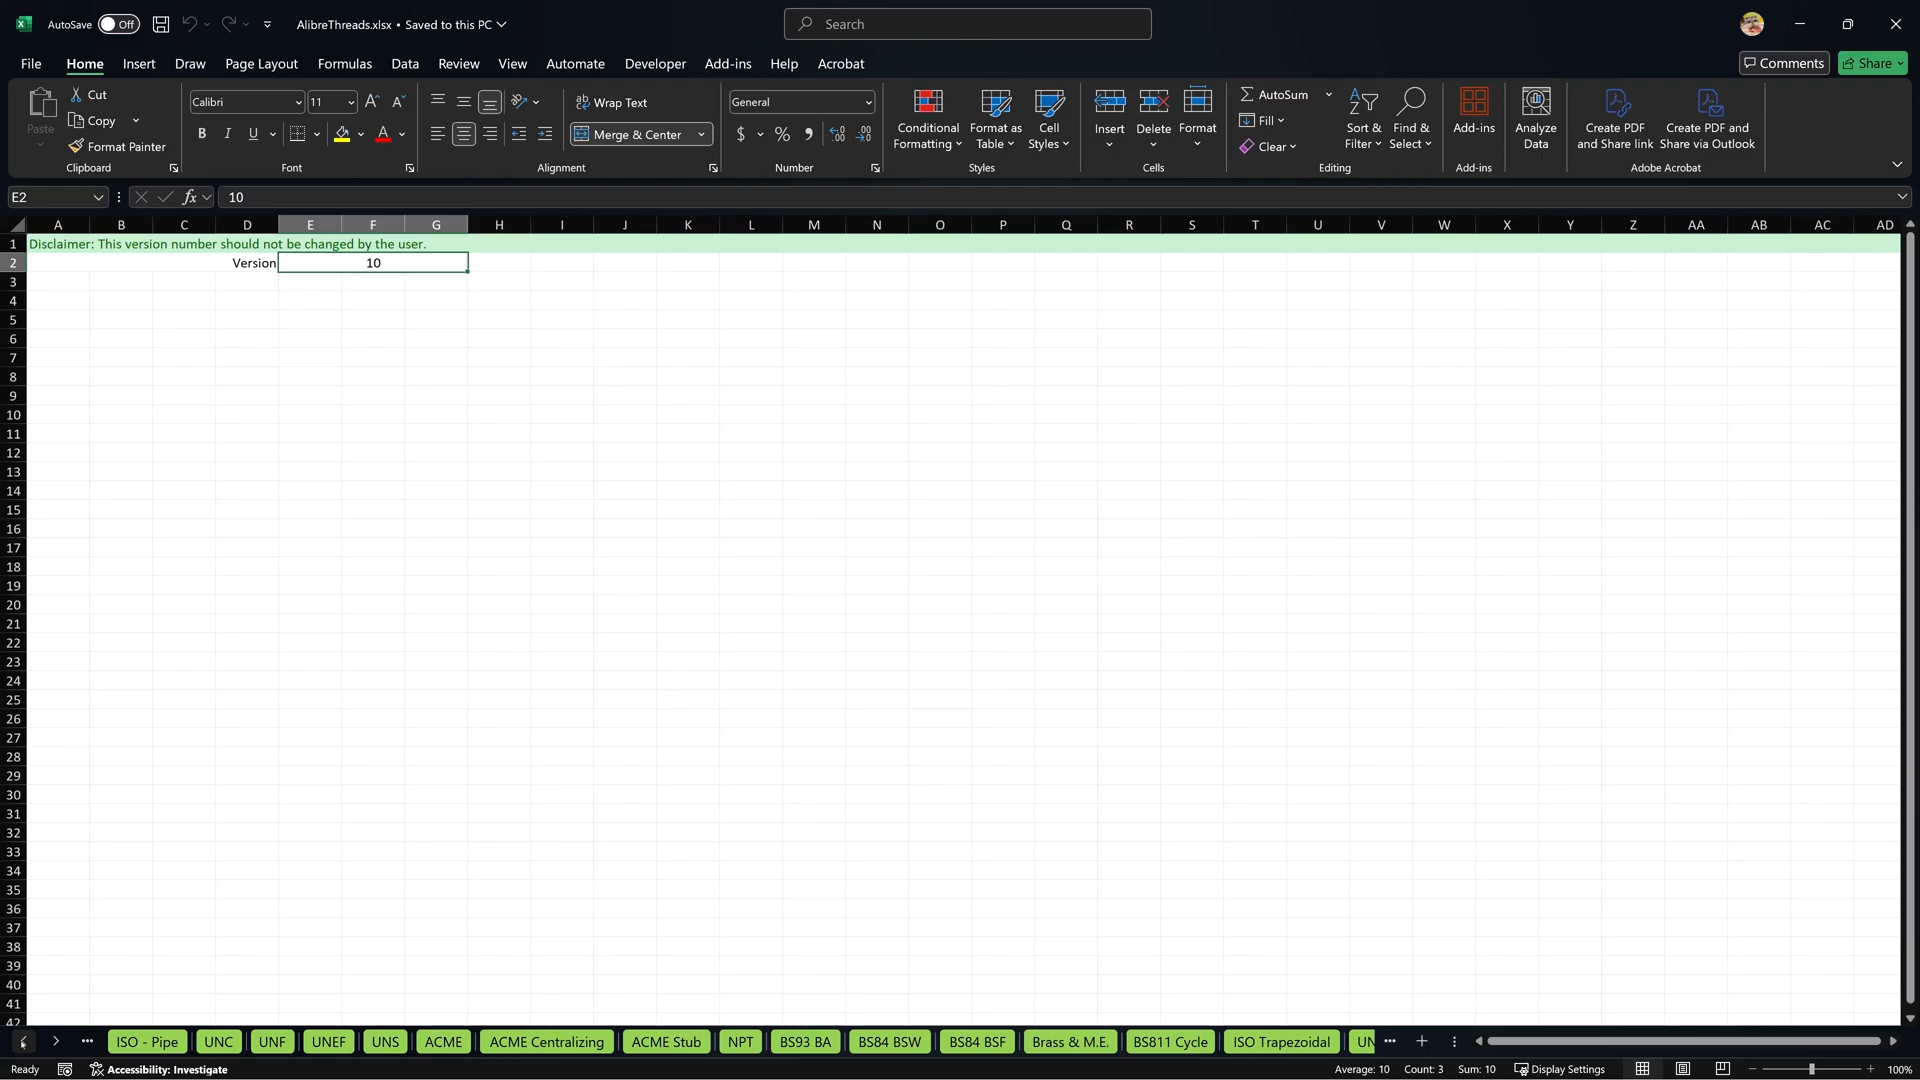 AutoSave Off AlibreThreads.xlsx • Saved to this PC Search
File Home Insert Draw Page Layout Formulas Data Review View Automate Developer Add-ins Help Acrobat Comments Share
Paste Cut Copy Format Painter Clipboard
Calibri 11 B I U A Font
Wrap Text Merge & Center Alignment
General $ % Number
Conditional Formatting Format as Table Cell Styles Styles
Insert Delete Format Cells
AutoSum Fill Clear Sort & Filter Find & Select Editing
Add-ins Add-ins
Analyze Data
Create PDF and Share link Create PDF and Share via Outlook Adobe Acrobat
E2 fx 10
A B C D E F G H I J K L M N O P Q R S T U V W X Y Z AA AB AC AD
1 Disclaimer: This version number should not be changed by the user.
2 Version 10
3
4
5
6
7
8
9
10
11
12
13
14
15
16
17
18
19
20
21
22
23
24
25
26
27
28
29
30
31
32
33
34
35
36
37
38
39
40
41
42
ISO - Pipe UNC UNF UNEF UNS ACME ACME Centralizing ACME Stub NPT BS93 BA BS84 BSW BS84 BSF Brass & M.E. BS811 Cycle ISO Trapezoidal UN
Ready Accessibility: Investigate Average: 10 Count: 3 Sum: 10 Display Settings 100%